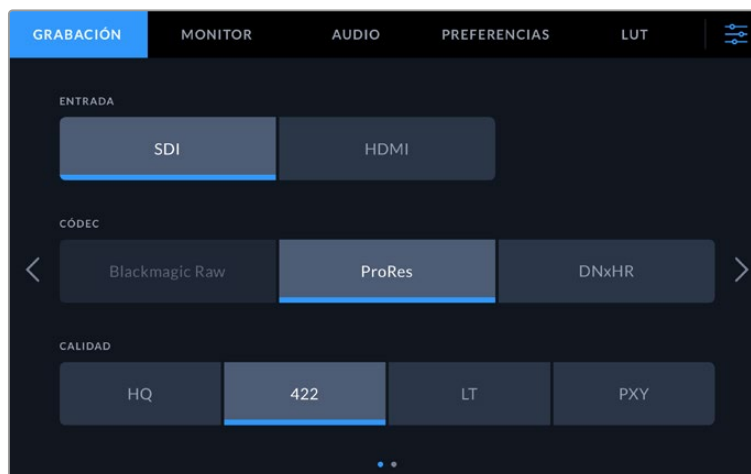 GRABACIÓN MONITOR AUDIO PREFERENCIAS LUT
ENTRADA
SDI HDMI
CÓDEC
Blackmagic Raw ProRes DNxHR
CALIDAD
HQ 422 LT PXY